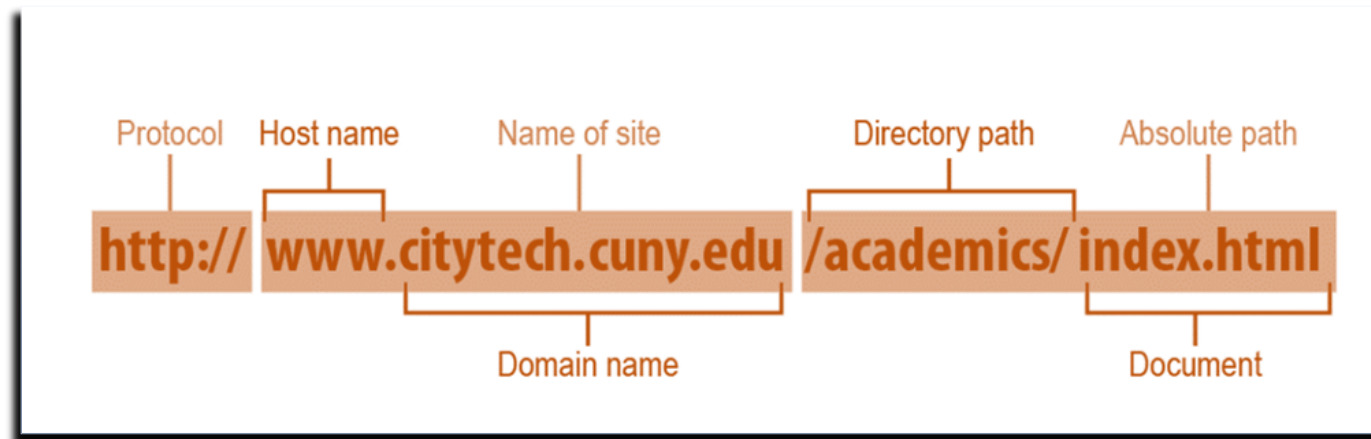 Protocol Host name Name of site Directory path Absolute path
http:// www.citytech.cuny.edu /academics/ index.html
Domain name Document